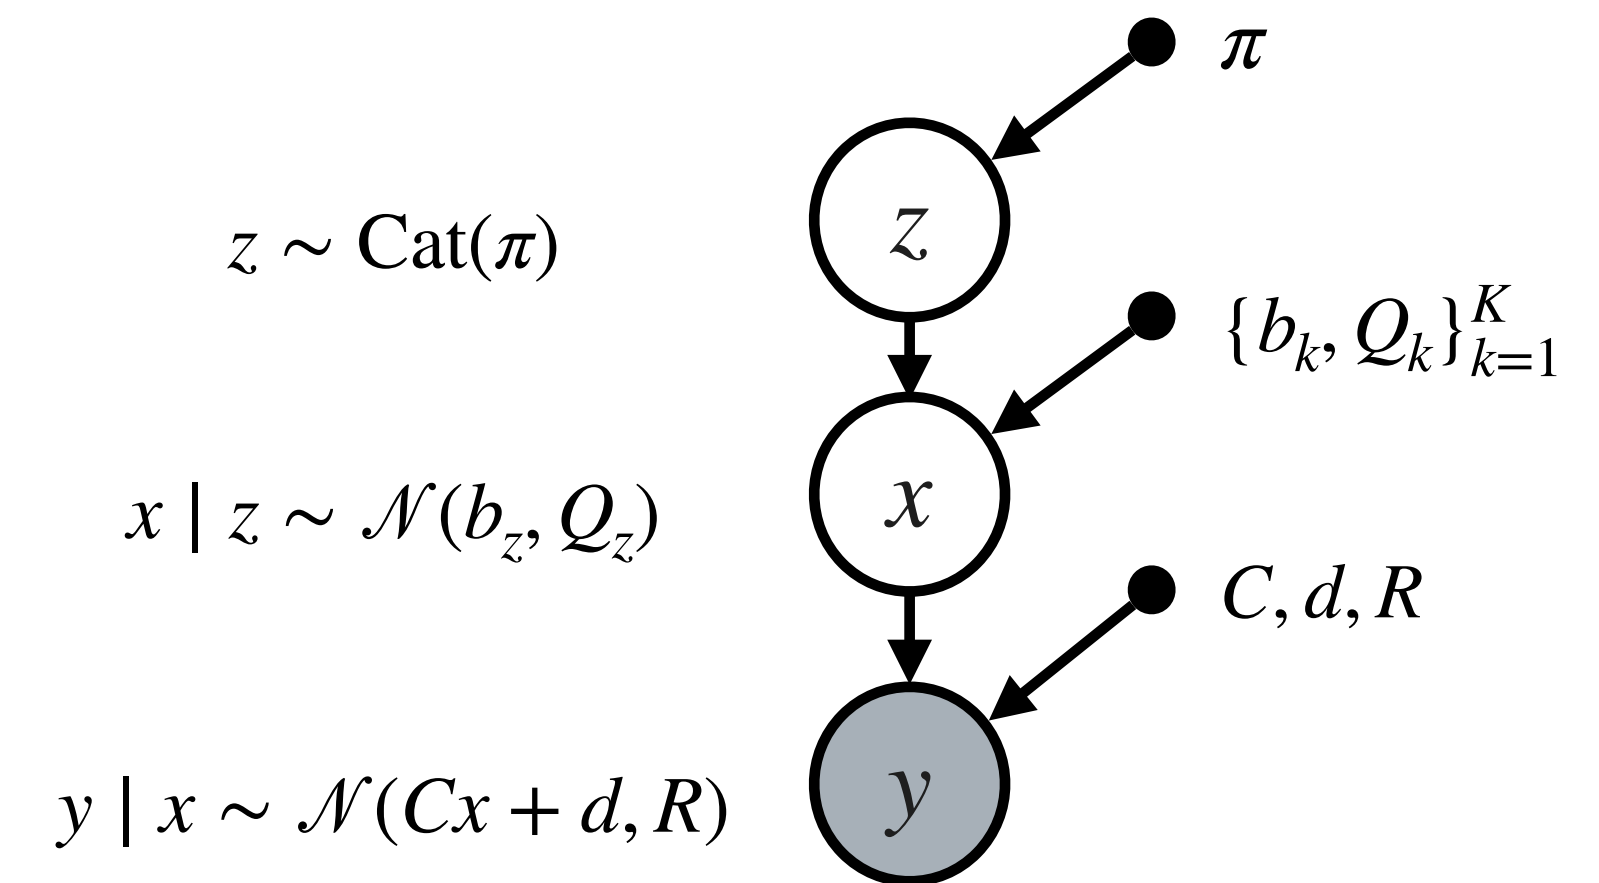 π
z
z ∼ Cat(π)
{b_k, Q_k}_{k=1}^K
x
x | z ∼ 𝒩(b_z, Q_z)
C, d, R
y
y | x ∼ 𝒩(Cx + d, R)